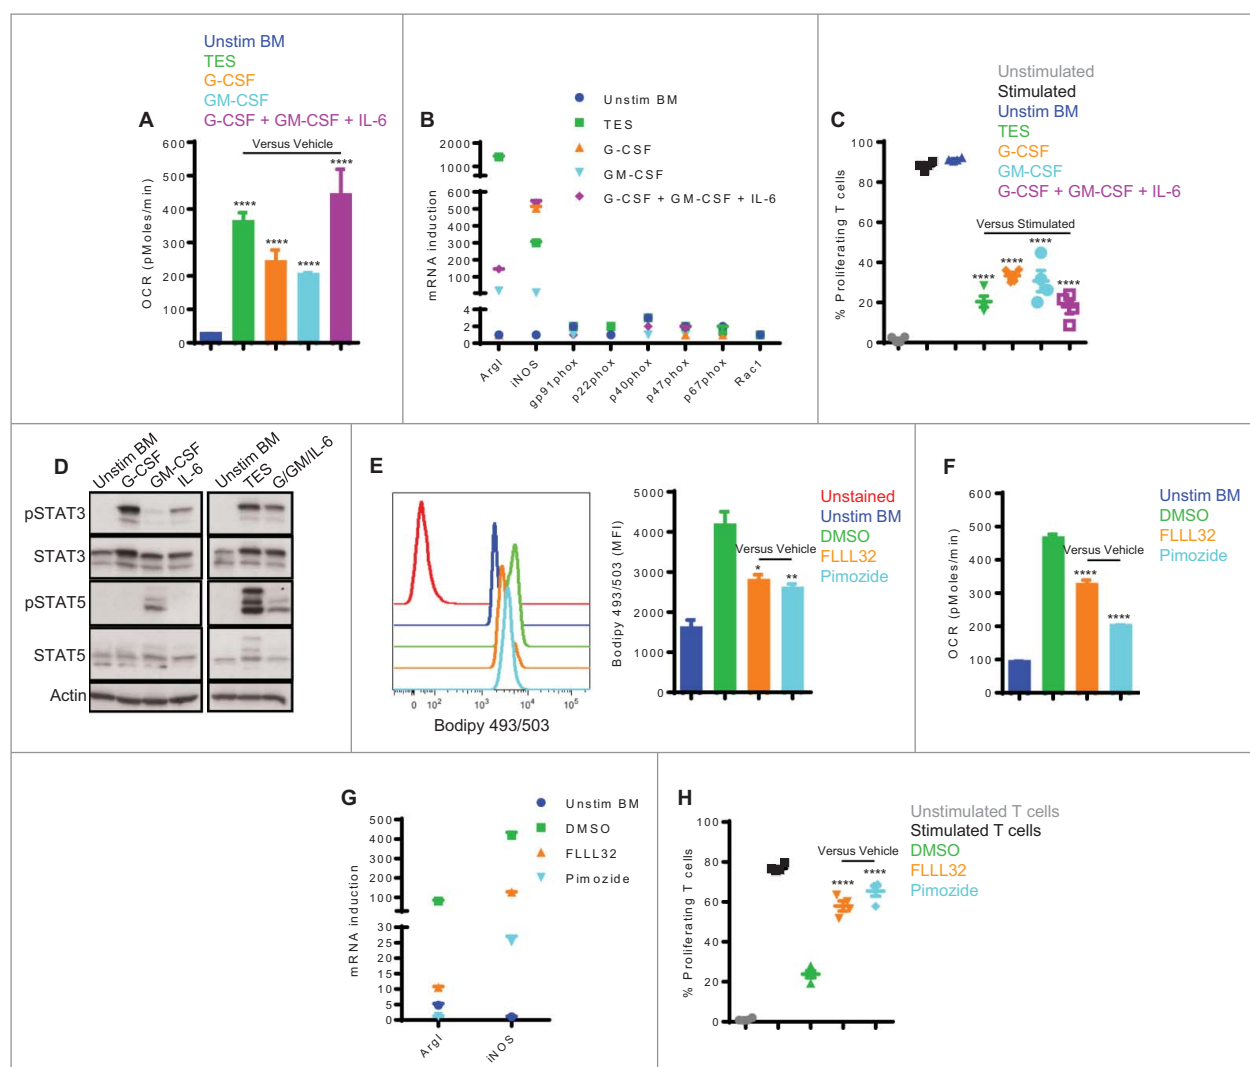 A
Unstim BM
TES
G-CSF
GM-CSF
G-CSF + GM-CSF + IL-6
Versus Vehicle
**** **** **** ****
OCR (pMoles/min)
600
500
400
300
200
100
0
B
Unstim BM
TES
G-CSF
GM-CSF
G-CSF + GM-CSF + IL-6
mRNA induction
2000
1000
600
500
400
300
200
100
4
2
0
ArgI iNOS gp91phox p22phox p40phox p47phox p67phox Rac1
C
Unstimulated
Stimulated
Unstim BM
TES
G-CSF
GM-CSF
G-CSF + GM-CSF + IL-6
Versus Stimulated
**** **** **** ****
% Proliferating T cells
100
80
60
40
20
0
D
Unstim BM G-CSF GM-CSF IL-6 Unstim BM TES G/GM/IL-6
pSTAT3
STAT3
pSTAT5
STAT5
Actin
E
0 10² 10³ 10⁴ 10⁵
Bodipy 493/503
Bodipy 493/503 (MFI)
5000
4000
3000
2000
1000
0
Versus Vehicle
* **
Unstained
Unstim BM
DMSO
FLLL32
Pimozide
F
OCR (pMoles/min)
600
500
400
300
200
100
0
Versus Vehicle
**** ****
Unstim BM
DMSO
FLLL32
Pimozide
G
Unstim BM
DMSO
FLLL32
Pimozide
mRNA induction
500
400
300
200
100
30
25
20
15
10
5
0
ArgI iNOS
H
% Proliferating T cells
100
80
60
40
20
0
Versus Vehicle
**** ****
Unstimulated T cells
Stimulated T cells
DMSO
FLLL32
Pimozide